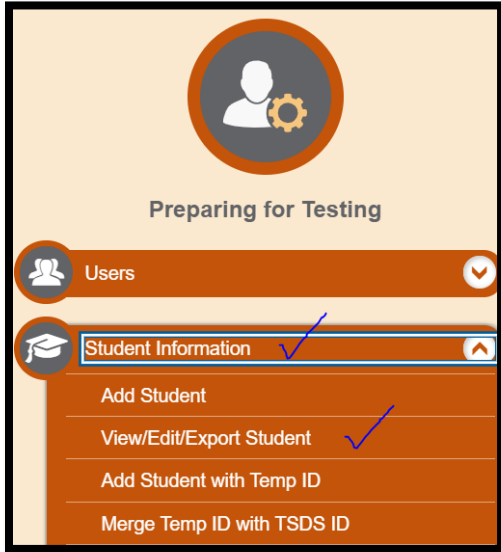 Preparing for Testing
Users
Student Information
Add Student
View/Edit/Export Student
Add Student with Temp ID
Merge Temp ID with TSDS ID